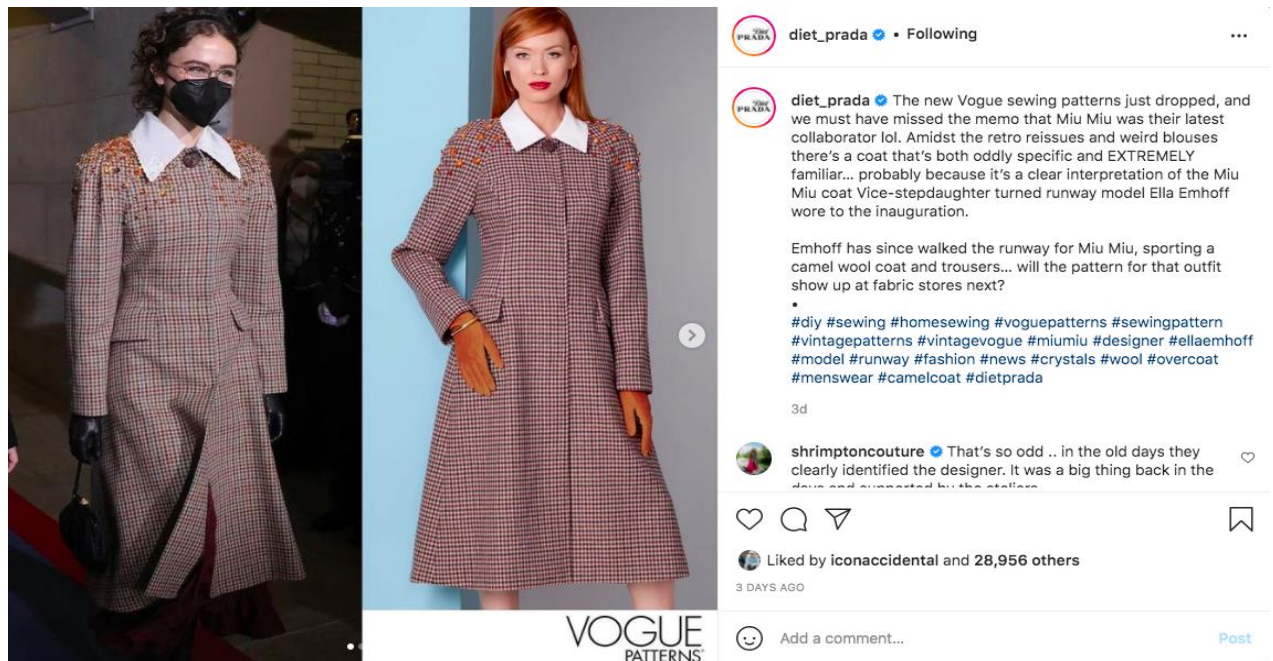 diet_prada • Following
diet_prada The new Vogue sewing patterns just dropped, and
we must have missed the memo that Miu Miu was their latest
collaborator lol. Amidst the retro reissues and weird blouses
there's a coat that's both oddly specific and EXTREMELY
familiar... probably because it's a clear interpretation of the Miu
Miu coat Vice-stepdaughter turned runway model Ella Emhoff
wore to the inauguration.
Emhoff has since walked the runway for Miu Miu, sporting a
camel wool coat and trousers... will the pattern for that outfit
show up at fabric stores next?
•
#diy #sewing #homesewing #voguepatterns #sewingpattern
#vintagepatterns #vintagevogue #miumiu #designer #ellaemhoff
#model #runway #fashion #news #crystals #wool #overcoat
#menswear #camelcoat #dietprada
3d
shrimptoncouture That's so odd .. in the old days they
clearly identified the designer. It was a big thing back in the
days and supported by the ateliers
Liked by iconaccidental and 28,956 others
3 DAYS AGO
Add a comment... Post
VOGUE
PATTERNS